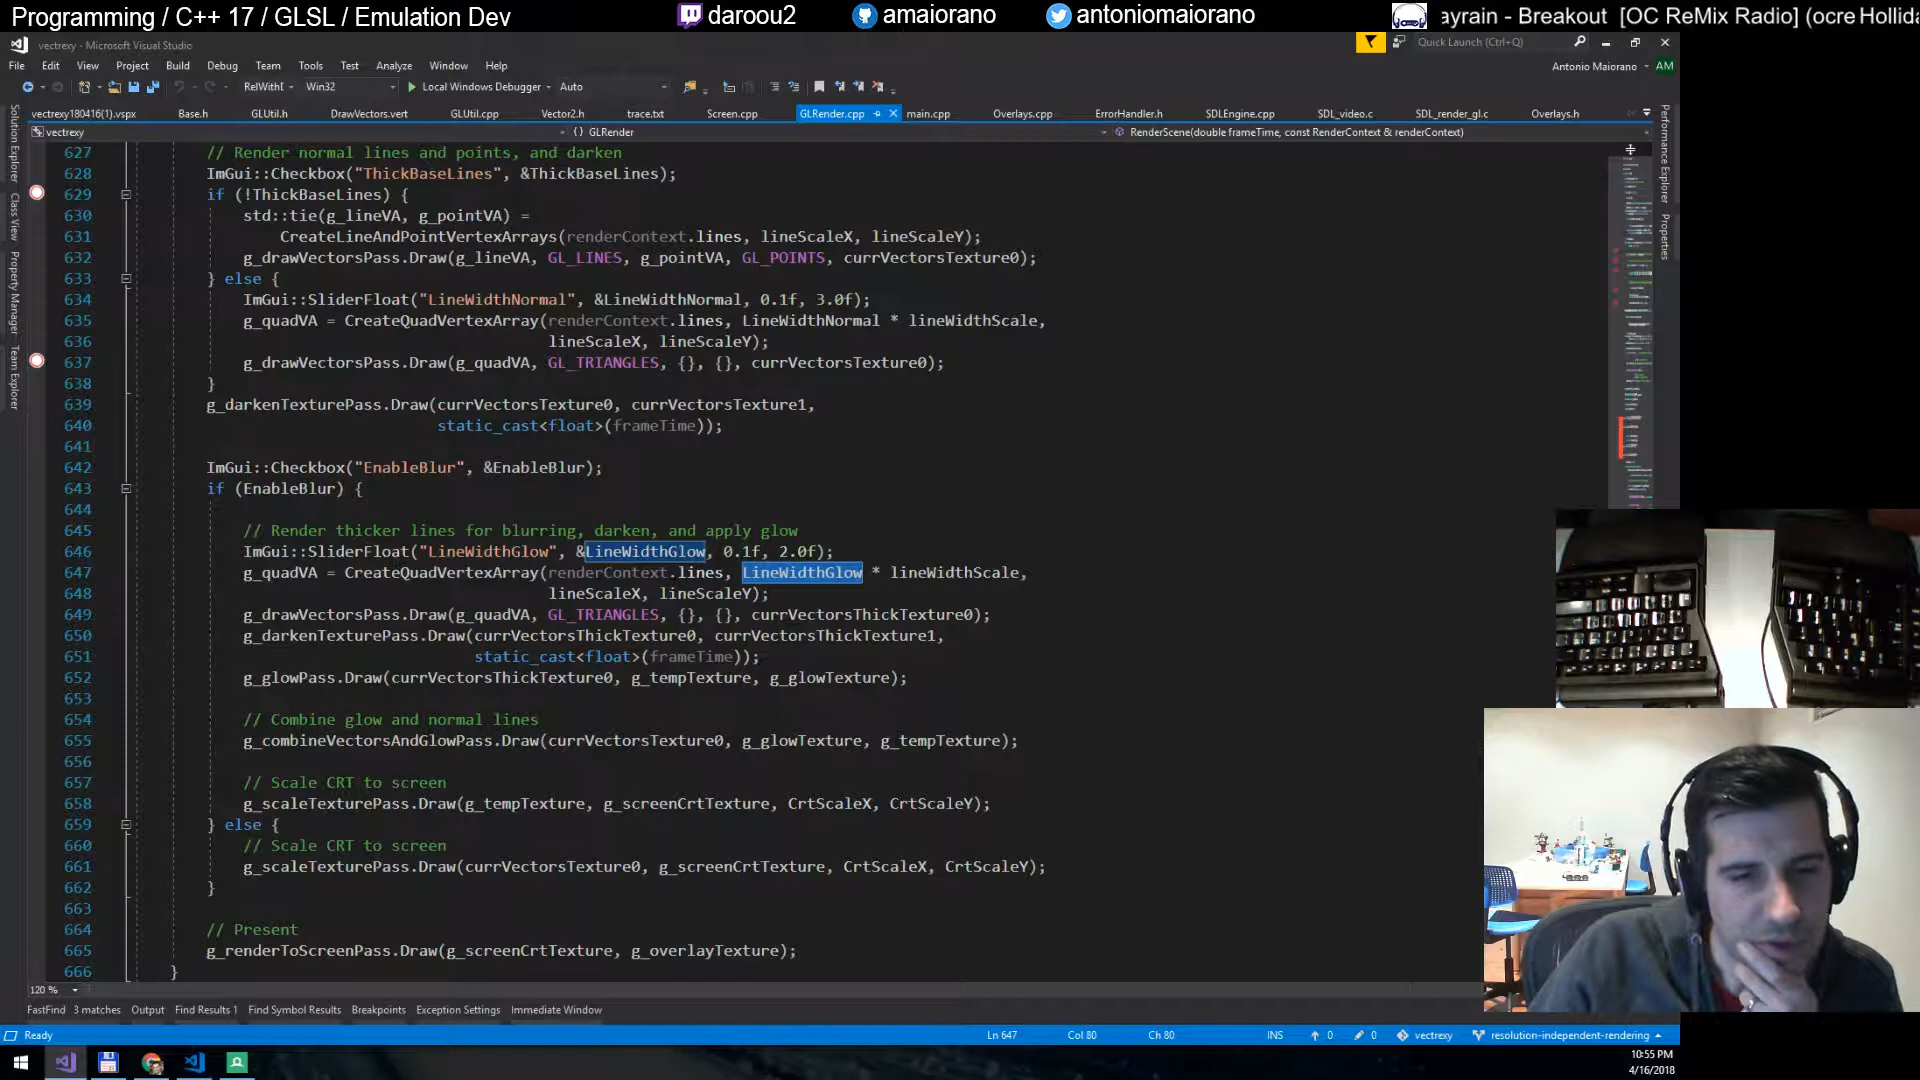 Programming / C++ 17 / GLSL / Emulation Dev
daroou2
amaiorano
antoniomaiorano
ayrain - Breakout [OC ReMix Radio] (ocre Hollida
vectrexy - Microsoft Visual Studio
Quick Launch (Ctrl+Q)
File Edit View Project Build Debug Team Tools Test Analyze Window Help
Antonio Maiorano AM
RelWithI Win32 Local Windows Debugger Auto
vectrexy180416(1).vspx Base.h GLUtil.h DrawVectors.vert GLUtil.cpp Vector2.h trace.txt Screen.cpp GLRender.cpp main.cpp Overlays.cpp ErrorHandler.h SDLEngine.cpp SDL_video.c SDL_render_gl.c Overlays.h
vectrexy {} GLRender RenderScene(double frameTime, const RenderContext & renderContext)
Solution Explorer
Class View
Property Manager
Team Explorer
Performance Explorer
Properties
627 // Render normal lines and points, and darken
628 ImGui::Checkbox("ThickBaseLines", &ThickBaseLines);
629 if (!ThickBaseLines) {
630 std::tie(g_lineVA, g_pointVA) =
631 CreateLineAndPointVertexArrays(renderContext.lines, lineScaleX, lineScaleY);
632 g_drawVectorsPass.Draw(g_lineVA, GL_LINES, g_pointVA, GL_POINTS, currVectorsTexture0);
633 } else {
634 ImGui::SliderFloat("LineWidthNormal", &LineWidthNormal, 0.1f, 3.0f);
635 g_quadVA = CreateQuadVertexArray(renderContext.lines, LineWidthNormal * lineWidthScale,
636 lineScaleX, lineScaleY);
637 g_drawVectorsPass.Draw(g_quadVA, GL_TRIANGLES, {}, {}, currVectorsTexture0);
638 }
639 g_darkenTexturePass.Draw(currVectorsTexture0, currVectorsTexture1,
640 static_cast<float>(frameTime));
641
642 ImGui::Checkbox("EnableBlur", &EnableBlur);
643 if (EnableBlur) {
644
645 // Render thicker lines for blurring, darken, and apply glow
646 ImGui::SliderFloat("LineWidthGlow", &LineWidthGlow, 0.1f, 2.0f);
647 g_quadVA = CreateQuadVertexArray(renderContext.lines, LineWidthGlow * lineWidthScale,
648 lineScaleX, lineScaleY);
649 g_drawVectorsPass.Draw(g_quadVA, GL_TRIANGLES, {}, {}, currVectorsThickTexture0);
650 g_darkenTexturePass.Draw(currVectorsThickTexture0, currVectorsThickTexture1,
651 static_cast<float>(frameTime));
652 g_glowPass.Draw(currVectorsThickTexture0, g_tempTexture, g_glowTexture);
653
654 // Combine glow and normal lines
655 g_combineVectorsAndGlowPass.Draw(currVectorsTexture0, g_glowTexture, g_tempTexture);
656
657 // Scale CRT to screen
658 g_scaleTexturePass.Draw(g_tempTexture, g_screenCrtTexture, CrtScaleX, CrtScaleY);
659 } else {
660 // Scale CRT to screen
661 g_scaleTexturePass.Draw(currVectorsTexture0, g_screenCrtTexture, CrtScaleX, CrtScaleY);
662 }
663
664 // Present
665 g_renderToScreenPass.Draw(g_screenCrtTexture, g_overlayTexture);
666 }
120 %
FastFind 3 matches Output Find Results 1 Find Symbol Results Breakpoints Exception Settings Immediate Window
Ready Ln 647 Col 80 Ch 80 INS 0 0 vectrexy resolution-independent-rendering
10:55 PM
4/16/2018